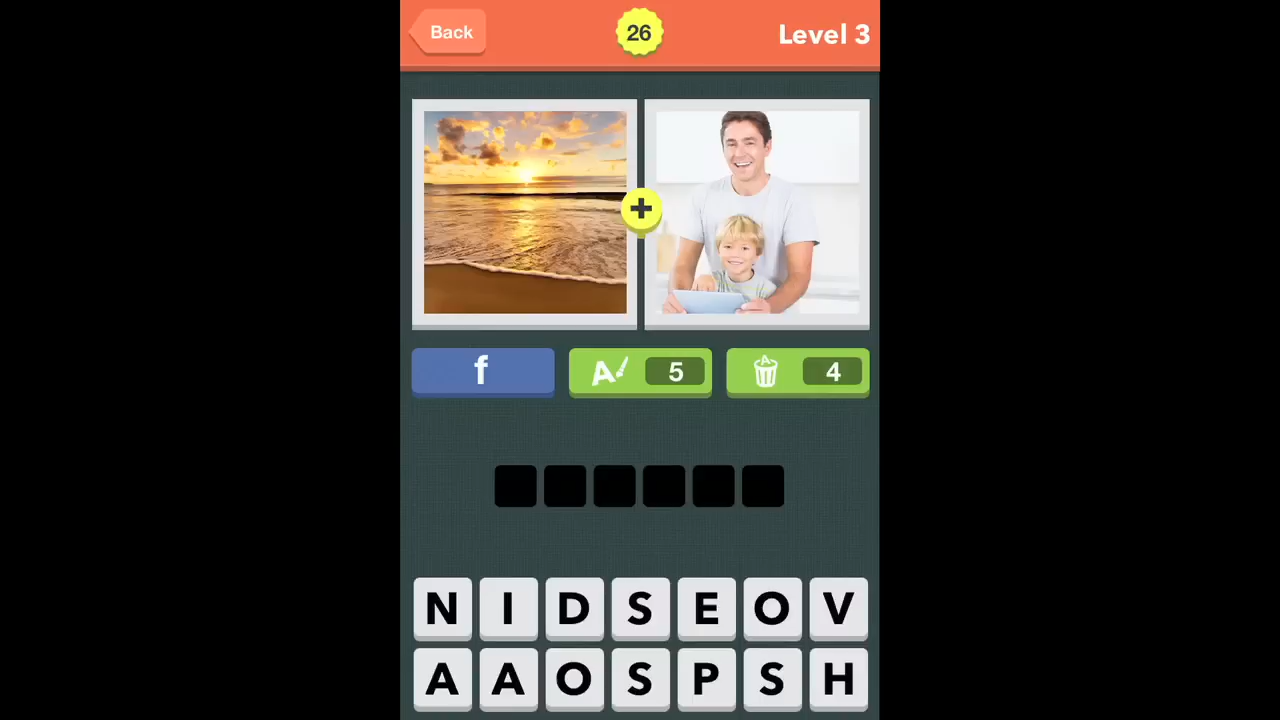 Back 26 Level 3
+
f A 5 A 4
N I D S E O V
A A O S P S H